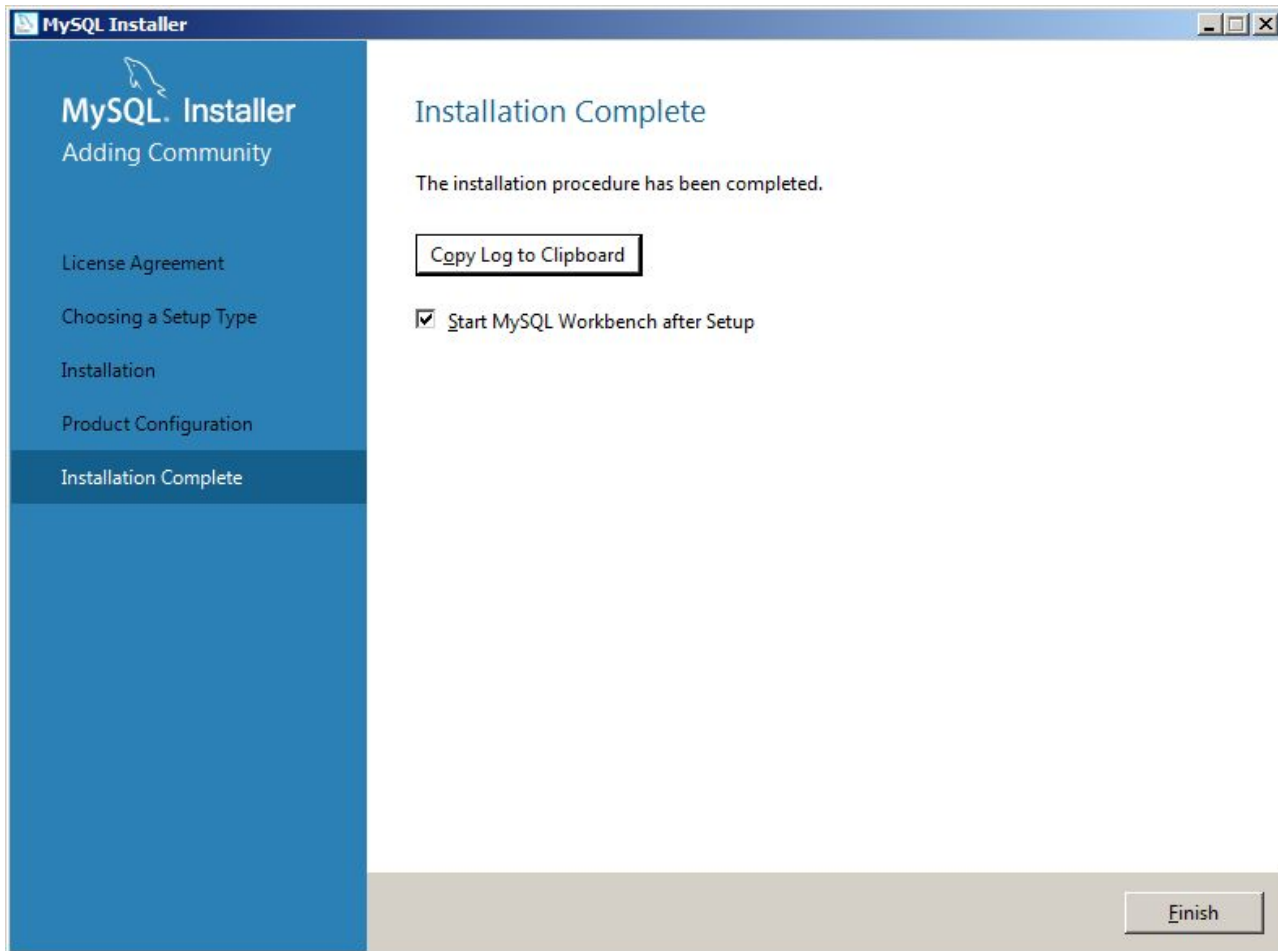 MySQL Installer
MySQL. Installer
Adding Community
License Agreement
Choosing a Setup Type
Installation
Product Configuration
Installation Complete
Installation Complete
The installation procedure has been completed.
Copy Log to Clipboard
Start MySQL Workbench after Setup
Finish